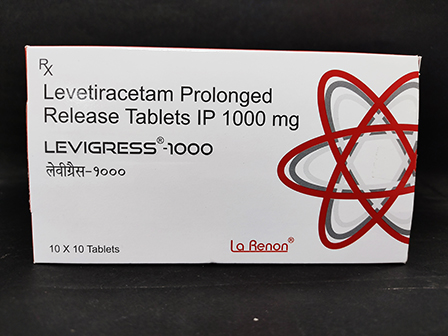 Rx
Levetiracetam Prolonged
Release Tablets IP 1000 mg
LEVIGRESS®-1000
लेवीग्रैस-१०००
10 X 10 Tablets
La Renon®